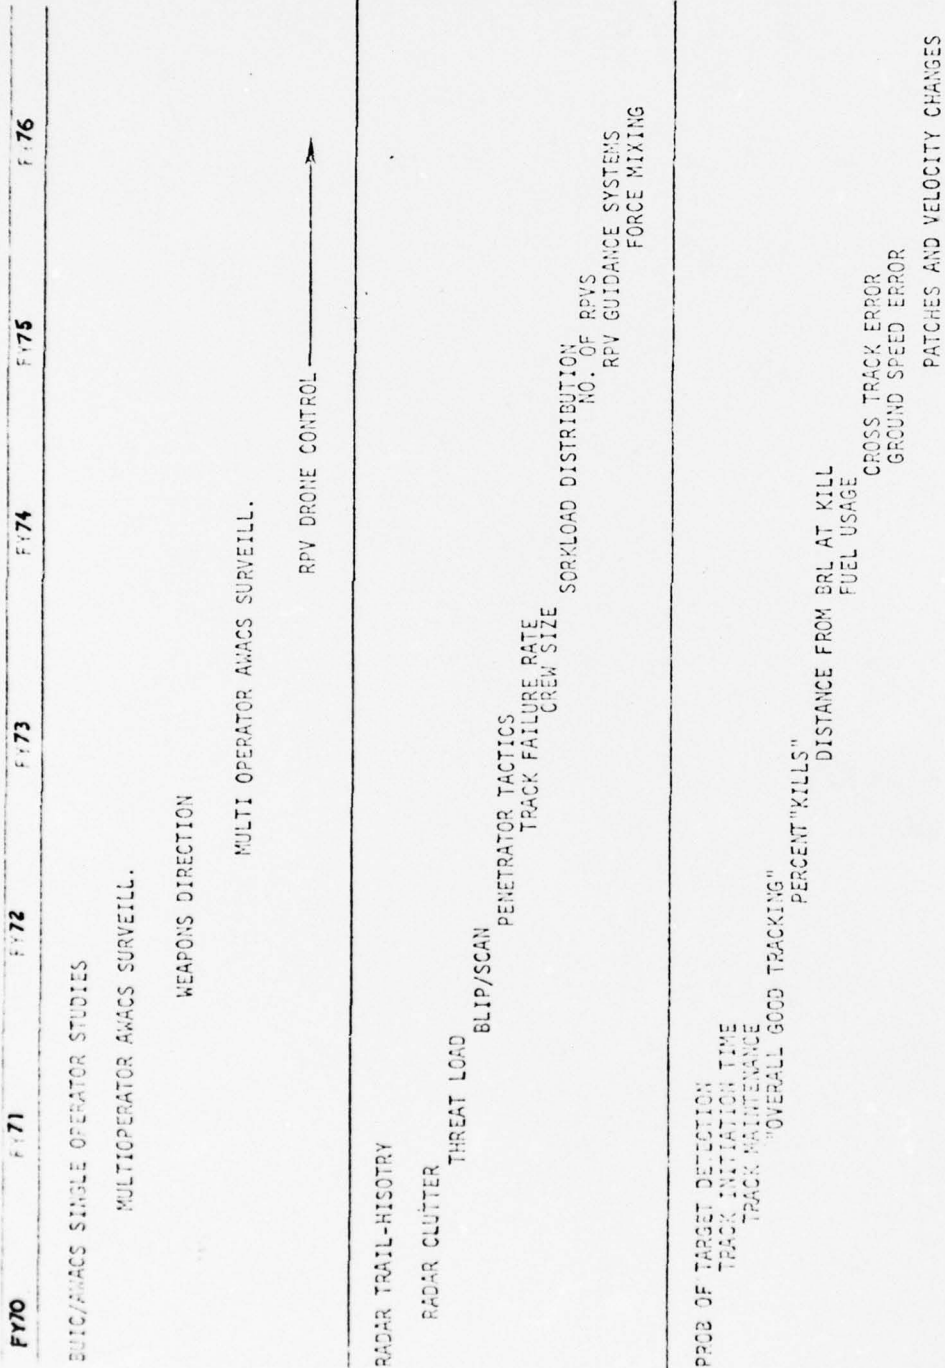 FY70 FY71 FY72 FY73 FY74 FY75 FY76
BUIC/AWACS SINGLE OPERATOR STUDIES
MULTIOPERATOR AWACS SURVEILL.
WEAPONS DIRECTION
MULTI OPERATOR AWACS SURVEILL.
RPV DRONE CONTROL
RADAR TRAIL-HISOTRY
RADAR CLUTTER
THREAT LOAD
BLIP/SCAN
PENETRATOR TACTICS
TRACK FAILURE RATE
CREW SIZE
SORKLOAD DISTRIBUTION
NO. OF RPVS
RPV GUIDANCE SYSTEMS
FORCE MIXING
PROB OF TARGET DETECTION
TRACK INITIATION TIME
TRACK MAINTENANCE
"OVERALL GOOD TRACKING"
PERCENT"KILLS"
DISTANCE FROM BRL AT KILL
FUEL USAGE
CROSS TRACK ERROR
GROUND SPEED ERROR
PATCHES AND VELOCITY CHANGES